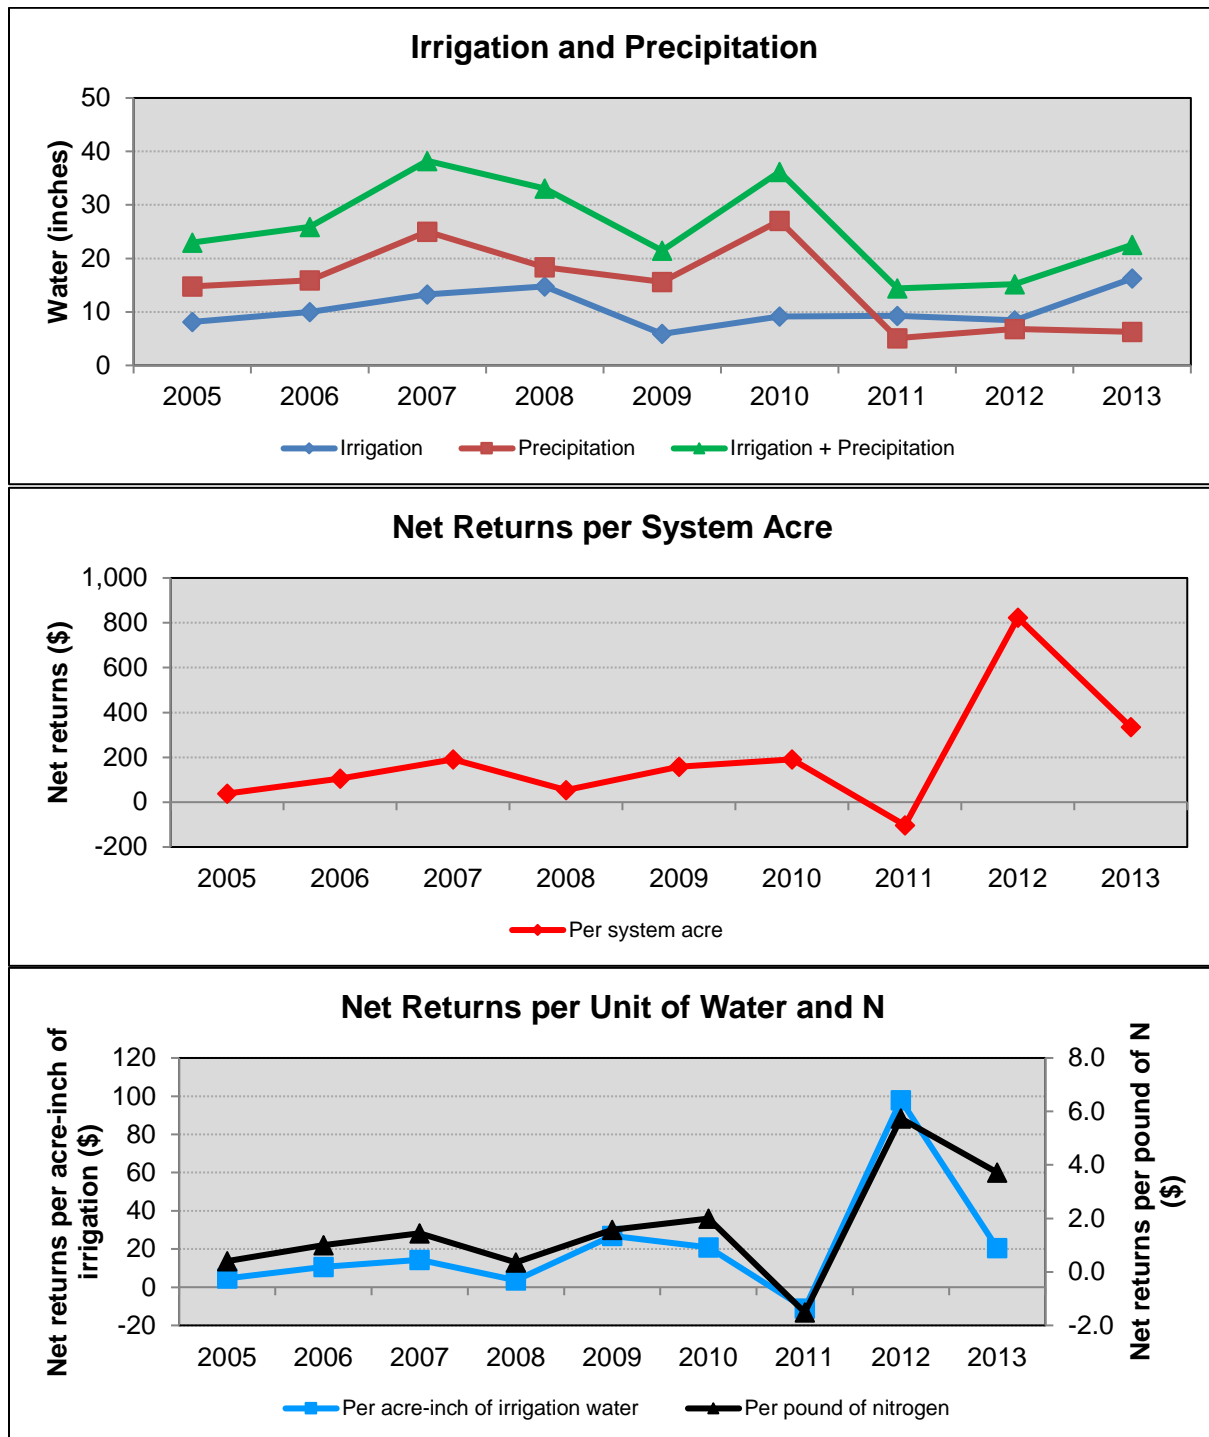 Irrigation and Precipitation
Water (inches)
50
40
30
20
10
0
2005 2006 2007 2008 2009 2010 2011 2012 2013
Irrigation Precipitation Irrigation + Precipitation
Net Returns per System Acre
Net returns ($)
1,000
800
600
400
200
0
-200
2005 2006 2007 2008 2009 2010 2011 2012 2013
Per system acre
Net Returns per Unit of Water and N
Net returns per acre-inch of
irrigation ($)
120
100
80
60
40
20
0
-20
8.0
6.0
4.0
2.0
0.0
-2.0
Net returns per pound of N
($)
2005 2006 2007 2008 2009 2010 2011 2012 2013
Per acre-inch of irrigation water Per pound of nitrogen